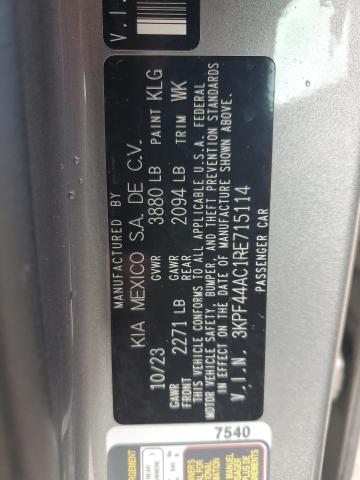 V.I.
MANUFACTURED BY
KIA MEXICO S.A. DE C.V.
10/23 GVWR 3880 LB PAINT KLG
GAWR FRONT 2271 LB GAWR REAR 2094 LB TRIM WK
THIS VEHICLE CONFORMS TO ALL APPLICABLE U.S.A. FEDERAL
MOTOR VEHICLE SAFETY, BUMPER, AND THEFT PREVENTION STANDARDS
IN EFFECT ON THE DATE OF MANUFACTURE SHOWN ABOVE.
V.I.N. 3KPF44AC1RE715114
PASSENGER CAR
7540
REAR
MANUAL